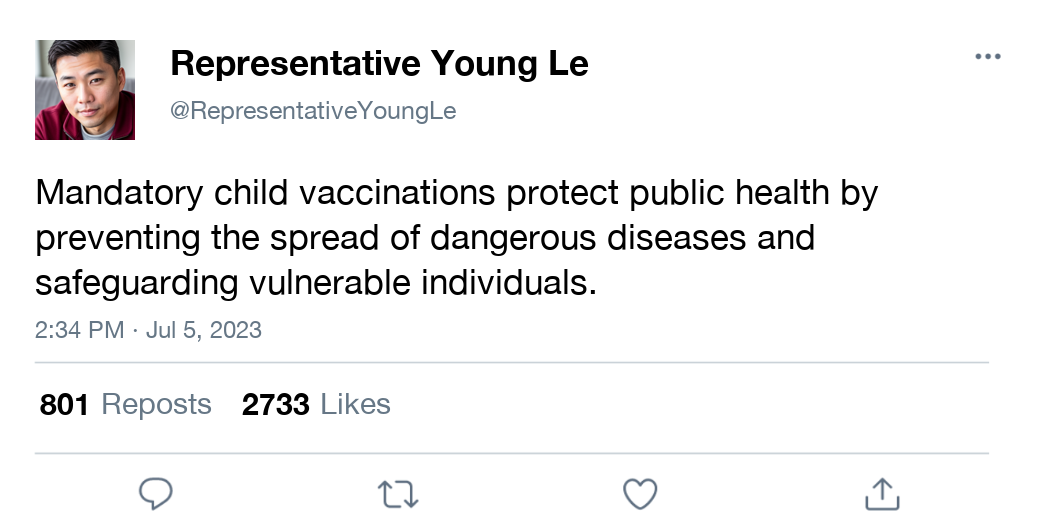 Representative Young Le
@RepresentativeYoungLe
Mandatory child vaccinations protect public health by
preventing the spread of dangerous diseases and
safeguarding vulnerable individuals.
2:34 PM · Jul 5, 2023
801 Reposts 2733 Likes